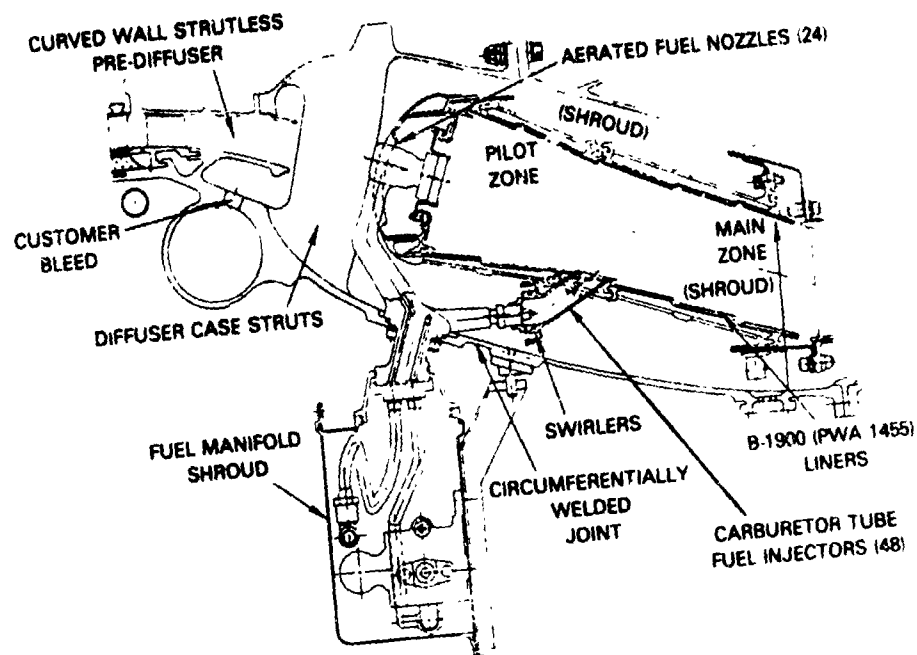 CURVED WALL STRUTLESS
PRE-DIFFUSER
AERATED FUEL NOZZLES (24)
(SHROUD)
PILOT
ZONE
CUSTOMER
BLEED
MAIN
ZONE
(SHROUD)
DIFFUSER CASE STRUTS
SWIRLERS
B-1900 (PWA 1455)
LINERS
FUEL MANIFOLD
SHROUD
CIRCUMFERENTIALLY
WELDED
JOINT
CARBURETOR TUBE
FUEL INJECTORS (48)